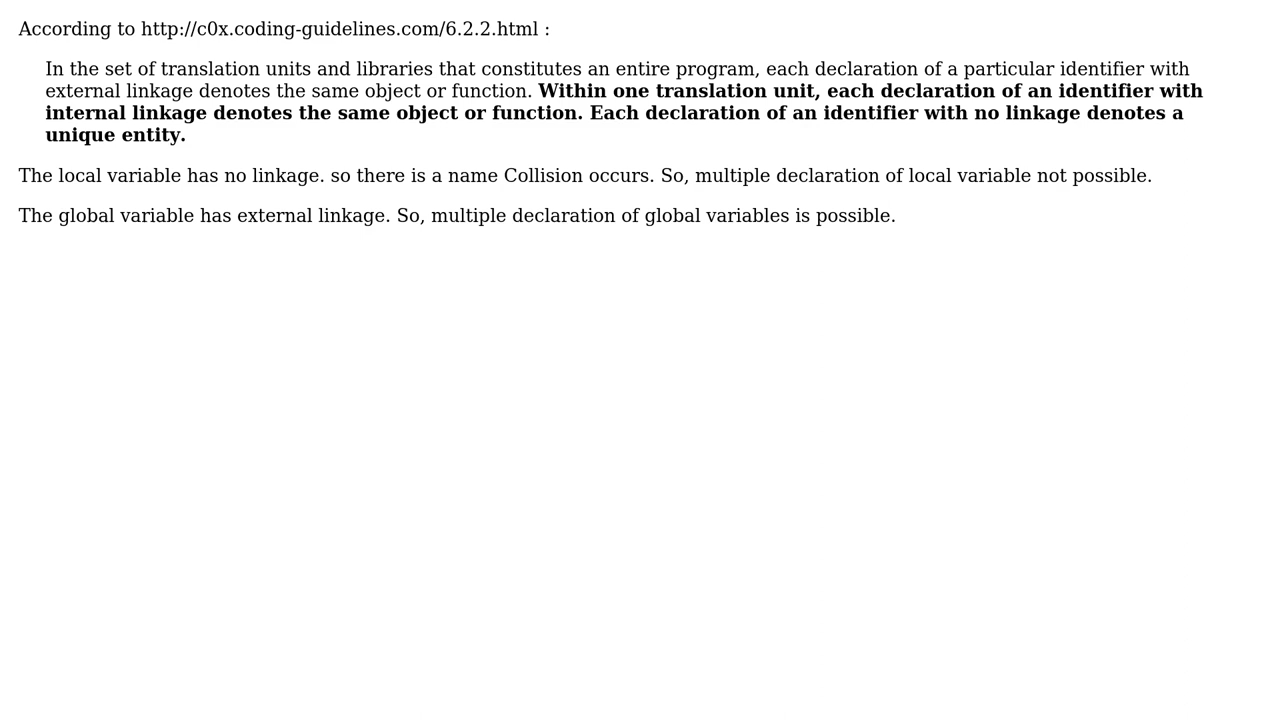 According to http://c0x.coding-guidelines.com/6.2.2.html :
In the set of translation units and libraries that constitutes an entire program, each declaration of a particular identifier with
external linkage denotes the same object or function. Within one translation unit, each declaration of an identifier with
internal linkage denotes the same object or function. Each declaration of an identifier with no linkage denotes a
unique entity.
The local variable has no linkage. so there is a name Collision occurs. So, multiple declaration of local variable not possible.
The global variable has external linkage. So, multiple declaration of global variables is possible.